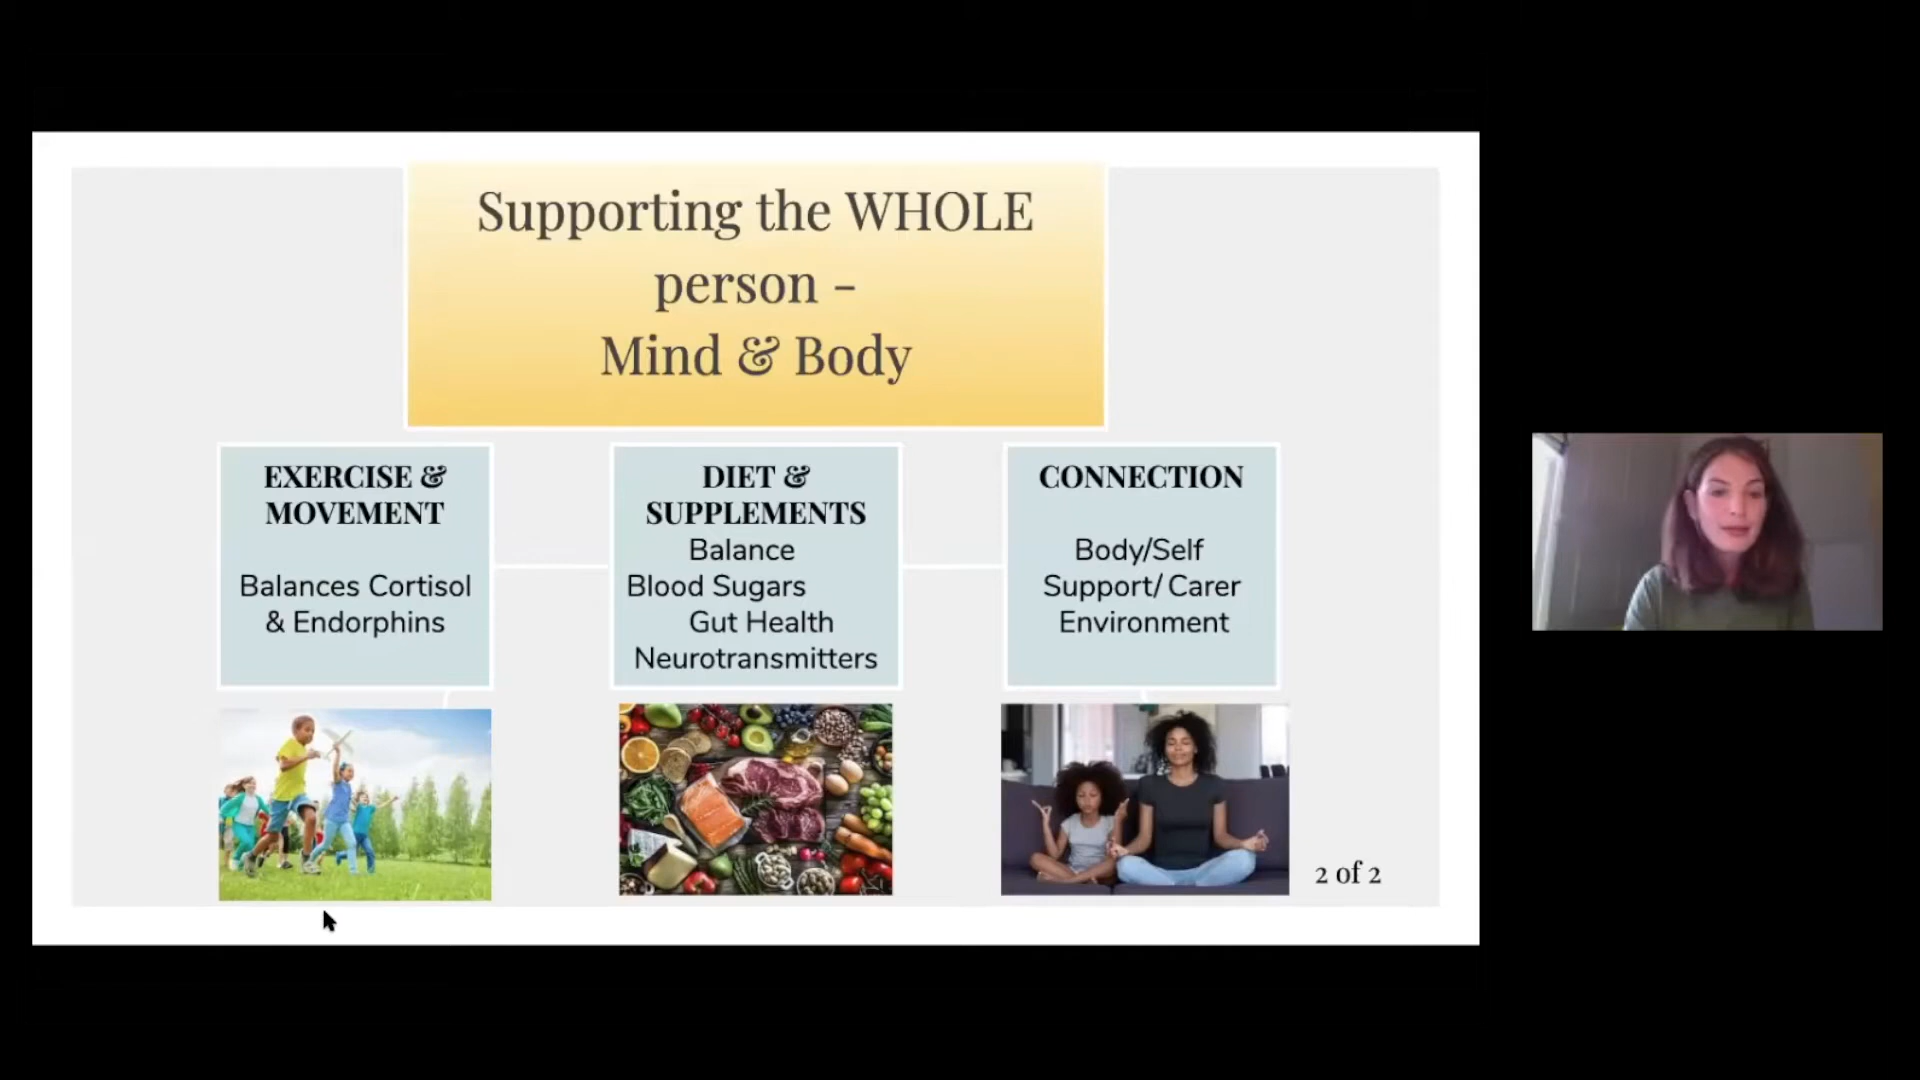 Supporting the WHOLE
person -
Mind & Body
EXERCISE &
MOVEMENT
Balances Cortisol
& Endorphins
DIET &
SUPPLEMENTS
Balance
Blood Sugars
Gut Health
Neurotransmitters
CONNECTION
Body/Self
Support/ Carer
Environment
2 of 2